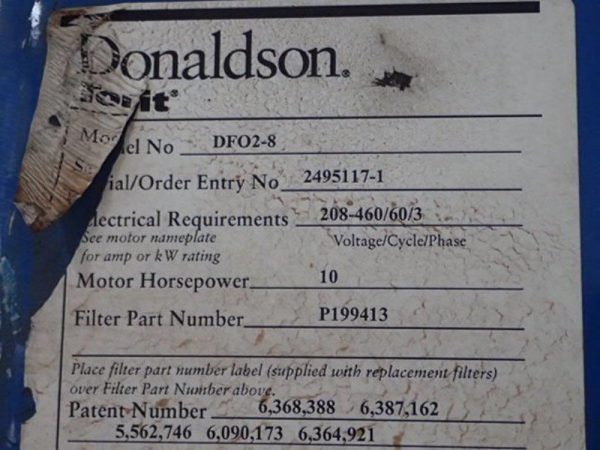 Donaldson.
Torit®
Model No DFO2-8
Serial/Order Entry No 2495117-1
Electrical Requirements 208-460/60/3
See motor nameplate Voltage/Cycle/Phase
for amp or kW rating
Motor Horsepower 10
Filter Part Number P199413
Place filter part number label (supplied with replacement filters)
over Filter Part Number above.
Patent Number 6,368,388 6,387,162
5,562,746 6,090,173 6,364,921